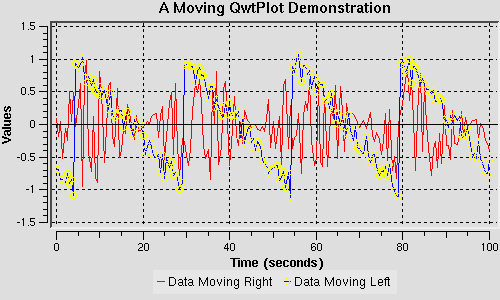 A Moving QwtPlot Demonstration
1.5
1
0.5
0
-0.5
-1
-1.5
Values
0 20 40 60 80 100
Time (seconds)
Data Moving Right Data Moving Left